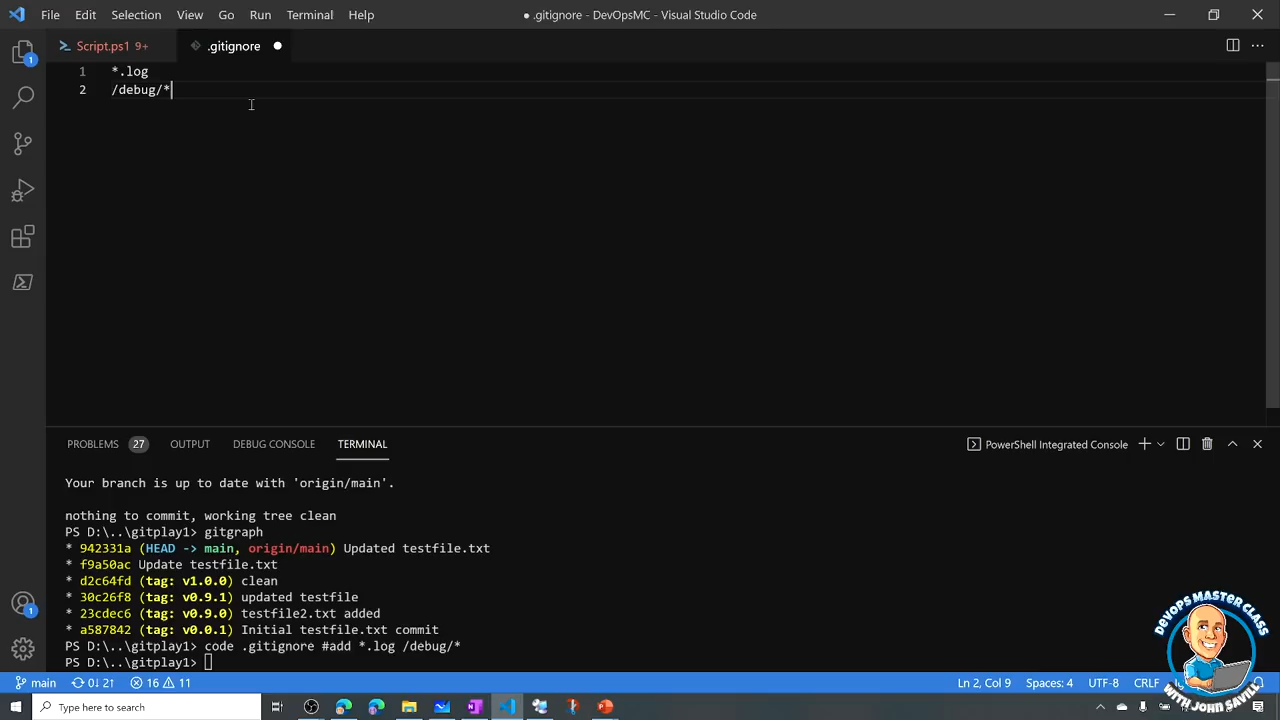 File Edit Selection View Go Run Terminal Help
● .gitignore - DevOpsMC - Visual Studio Code
Script.ps1 9+
.gitignore ●
1 *.log
2 /debug/*
1
PROBLEMS 27 OUTPUT DEBUG CONSOLE TERMINAL
PowerShell Integrated Console
Your branch is up to date with 'origin/main'.
nothing to commit, working tree clean
PS D:\..\gitplay1> gitgraph
* 942331a (HEAD -> main, origin/main) Updated testfile.txt
* f9a50ac Update testfile.txt
* d2c64fd (tag: v1.0.0) clean
* 30c26f8 (tag: v0.9.1) updated testfile
* 23cdec6 (tag: v0.9.0) testfile2.txt added
* a587842 (tag: v0.0.1) Initial testfile.txt commit
PS D:\..\gitplay1> code .gitignore #add *.log /debug/*
PS D:\..\gitplay1>
1
DEVOPS MASTER CLASS
WITH JOHN SAVILL
main 0↓ 2↑ 16 11
Ln 2, Col 9 Spaces: 4 UTF-8 CRLF
Type here to search